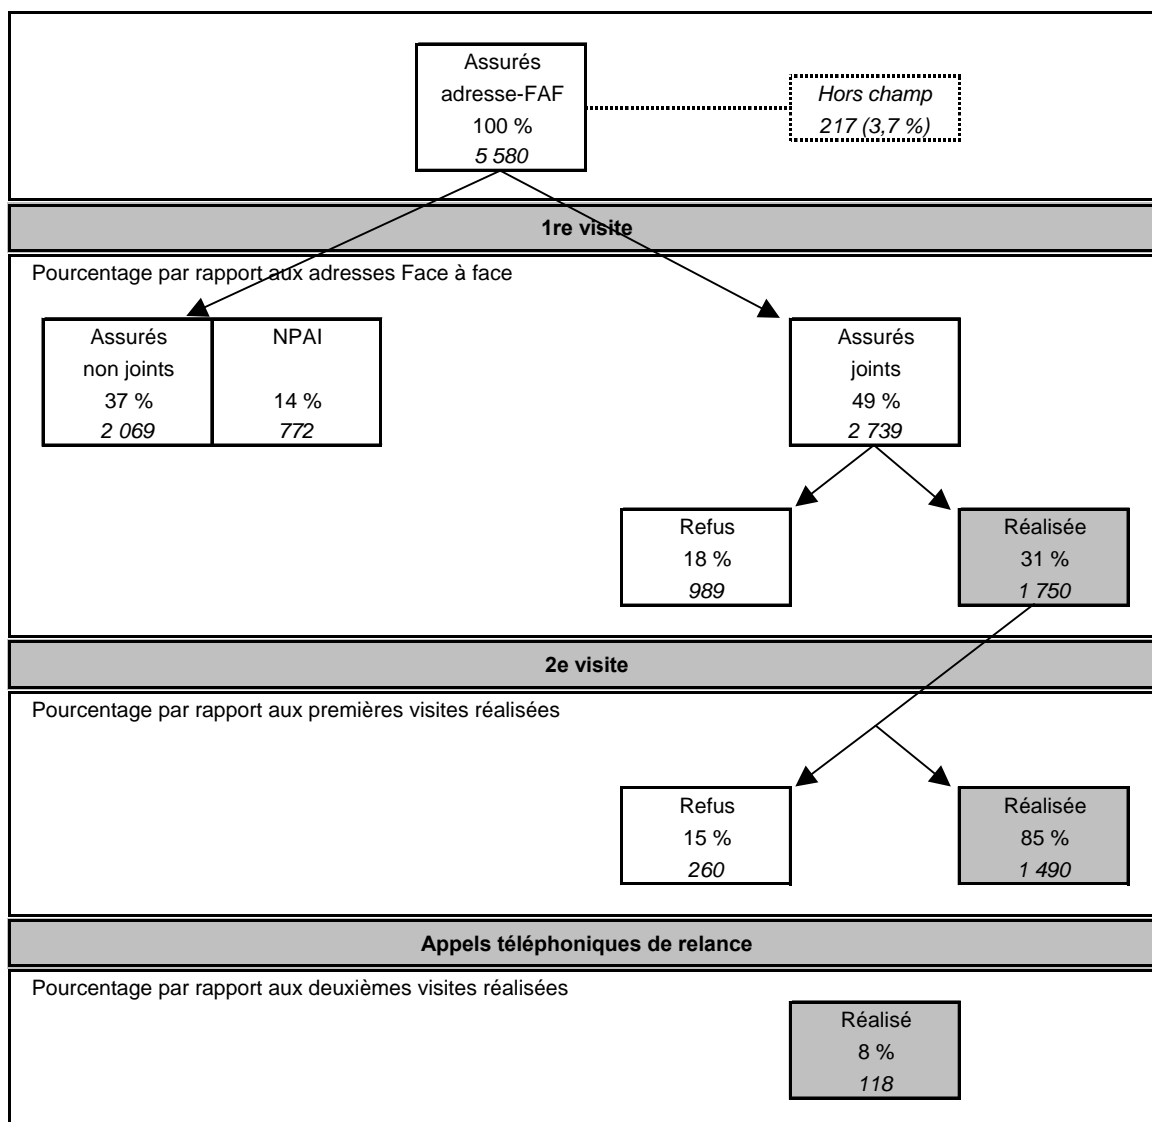 Assurés
adresse-FAF
100 %
5 580
Hors champ
217 (3,7 %)
1re visite
Pourcentage par rapport aux adresses Face à face
Assurés
non joints
37 %
2 069
NPAI
14 %
772
Assurés
joints
49 %
2 739
Refus
18 %
989
Réalisée
31 %
1 750
2e visite
Pourcentage par rapport aux premières visites réalisées
Refus
15 %
260
Réalisée
85 %
1 490
Appels téléphoniques de relance
Pourcentage par rapport aux deuxièmes visites réalisées
Réalisé
8 %
118